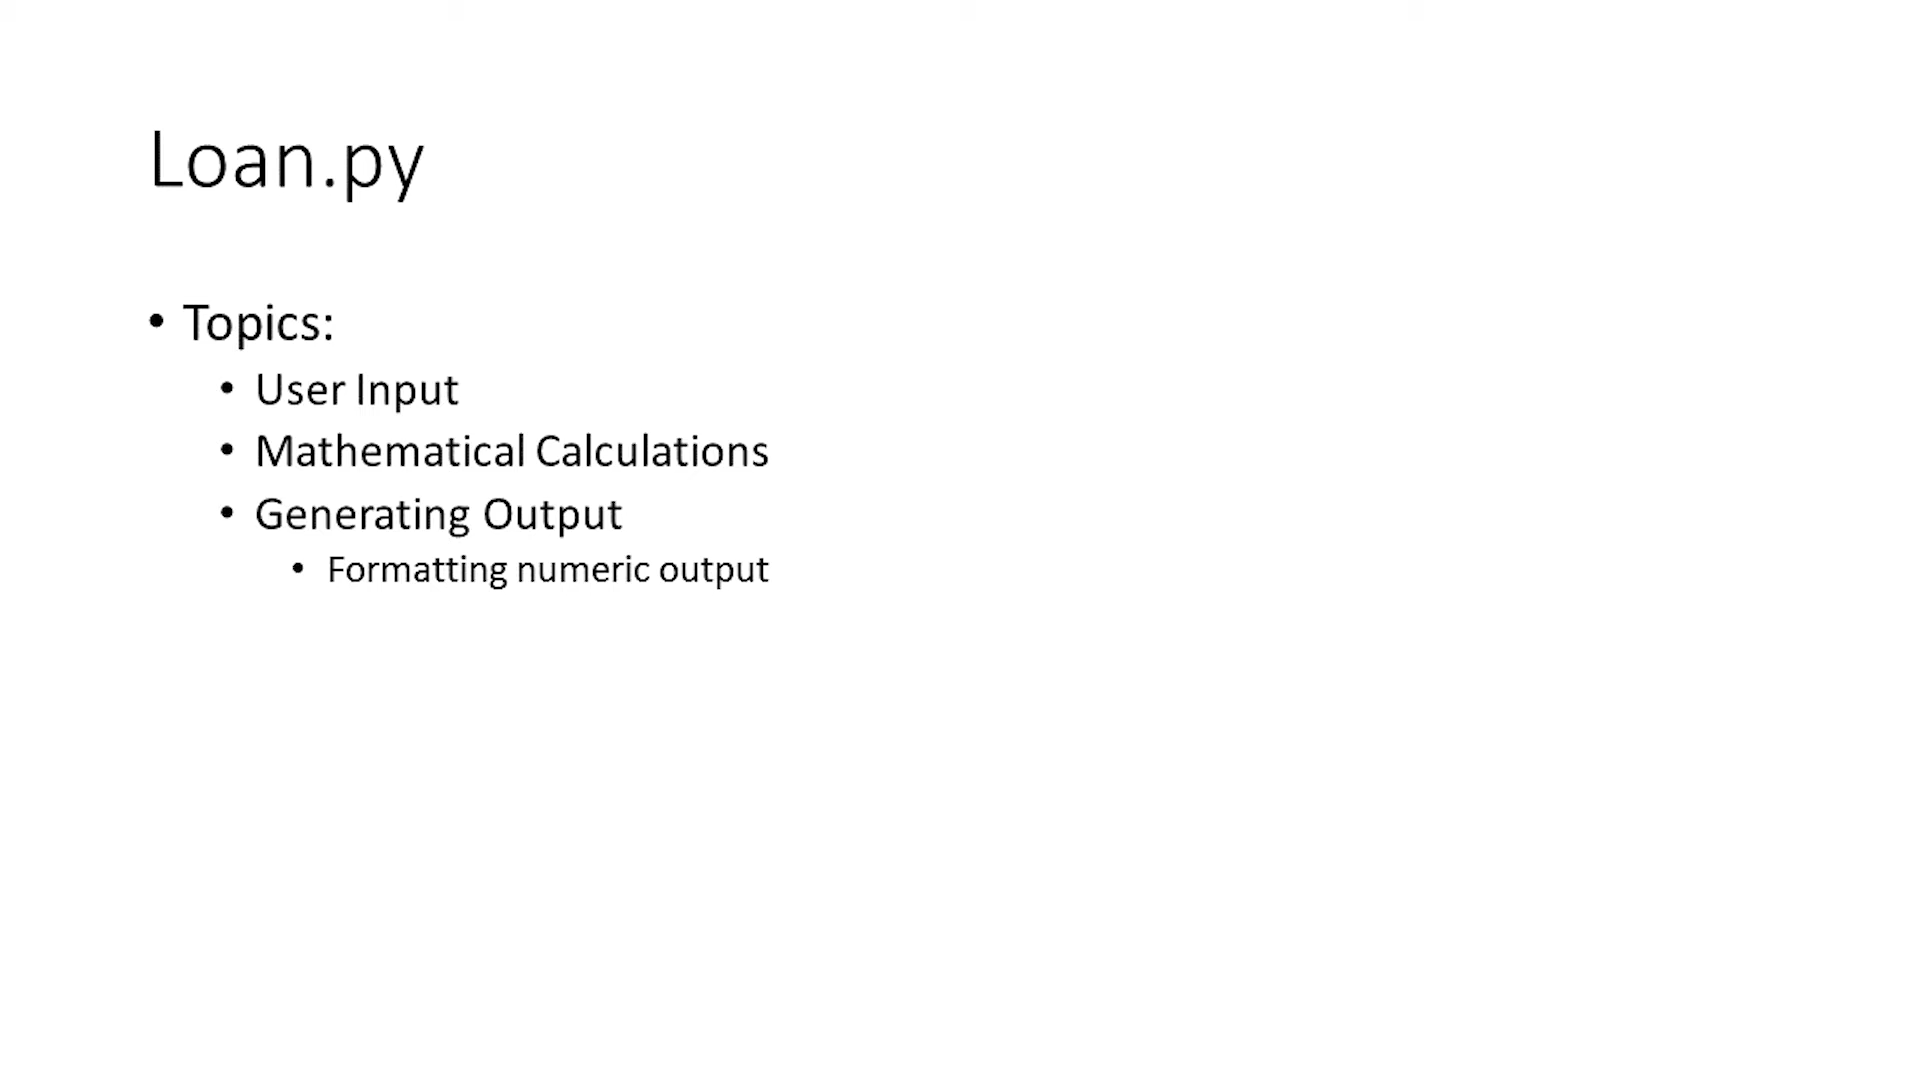 Loan.py
• Topics:
• User Input
• Mathematical Calculations
• Generating Output
• Formatting numeric output